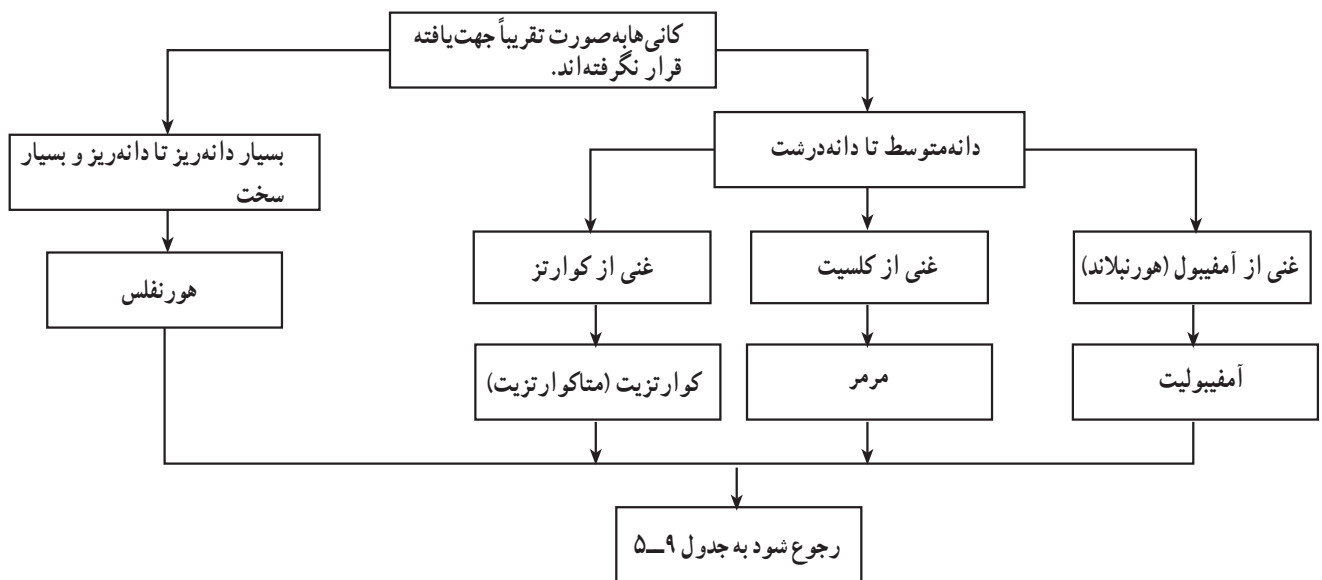 کانی‌هابه‌صورت تقریباً جهت‌یافته
قرار نگرفته‌اند.
دانه‌متوسط تا دانه‌درشت
بسیار دانه‌ریز تا دانه‌ریز و بسیار
سخت
غنی از آمفیبول (هورنبلاند)
غنی از کلسیت
غنی از کوارتز
هورنفلس
آمفیبولیت
مرمر
کوارتزیت (متاکوارتزیت)
رجوع شود به جدول ۹ــ۵